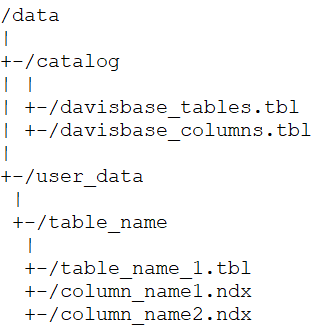 /data
|
+-/catalog
| |
| +-/davisbase_tables.tbl
| +-/davisbase_columns.tbl
|
+-/user_data
 |
 +-/table_name
  |
  +-/table_name_1.tbl
  +-/column_name1.ndx
  +-/column_name2.ndx